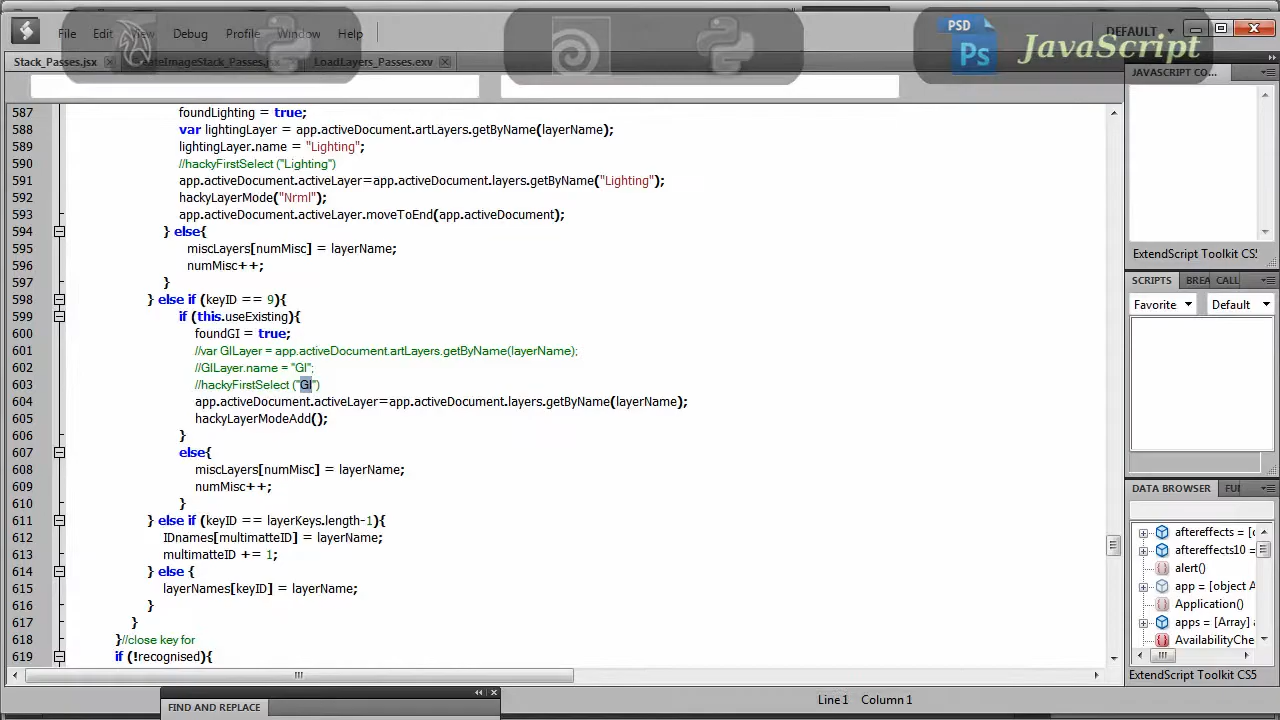 File Edit View Debug Profile Window Help
PSD
Ps
JavaScript
DEFAULT
Stack_Passes.jsx
LoadLayers_Passes.exv
587 foundLighting = true;
588 var lightingLayer = app.activeDocument.artLayers.getByName(layerName);
589 lightingLayer.name = "Lighting";
590 //hackyFirstSelect ("Lighting")
591 app.activeDocument.activeLayer=app.activeDocument.layers.getByName("Lighting");
592 hackyLayerMode("Nrml");
593 app.activeDocument.activeLayer.moveToEnd(app.activeDocument);
594 } else{
595 miscLayers[numMisc] = layerName;
596 numMisc++;
597 }
598 } else if (keyID == 9){
599 if (this.useExisting){
600 foundGI = true;
601 //var GILayer = app.activeDocument.artLayers.getByName(layerName);
602 //GILayer.name = "GI";
603 //hackyFirstSelect ("GI")
604 app.activeDocument.activeLayer=app.activeDocument.layers.getByName(layerName);
605 hackyLayerModeAdd();
606 }
607 else{
608 miscLayers[numMisc] = layerName;
609 numMisc++;
610 }
611 } else if (keyID == layerKeys.length-1){
612 IDnames[multimatteID] = layerName;
613 multimatteID += 1;
614 } else {
615 layerNames[keyID] = layerName;
616 }
617 }
618 }//close key for
619 if (!recognised){
JAVASCRIPT CO...
ExtendScript Toolkit CS5
SCRIPTS BREA CALL
Favorite Default
DATA BROWSER FUI
aftereffects = [c
aftereffects10 =
alert()
app = [object A
Application()
apps = [Array] a
AvailabilityChe
ExtendScript Toolkit CS5
FIND AND REPLACE
Line 1 Column 1